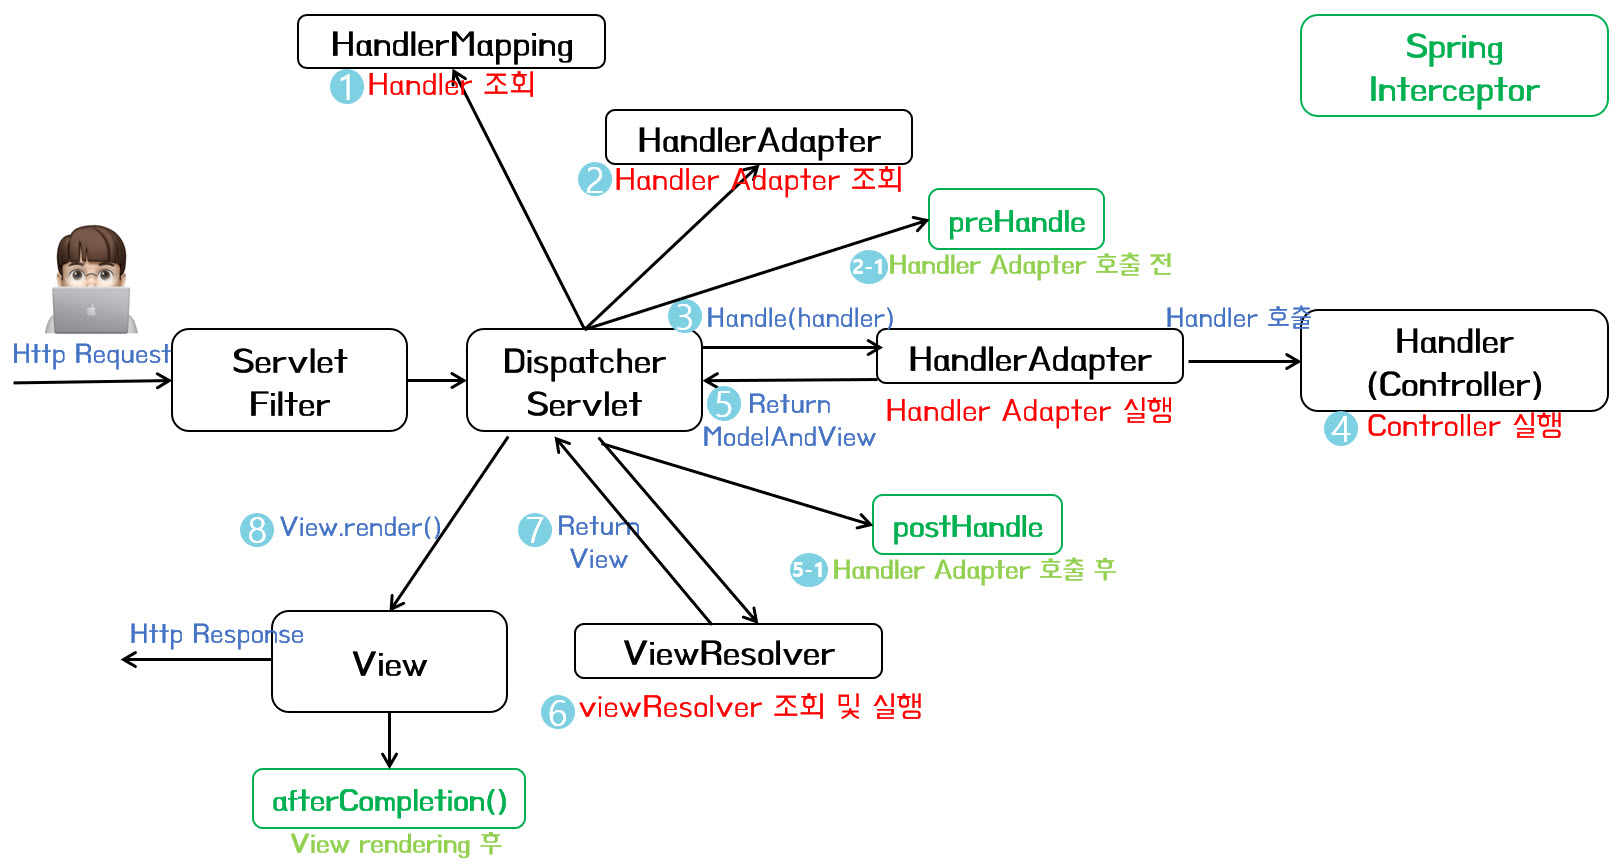 HandlerMapping
1 Handler 조회
Spring
Interceptor
HandlerAdapter
2 Handler Adapter 조회
preHandle
2-1 Handler Adapter 호출 전
Http Request
Servlet
Filter
Dispatcher
Servlet
3 Handle(handler)
HandlerAdapter
Handler Adapter 실행
Handler 호출
Handler
(Controller)
4 Controller 실행
5 Return
ModelAndView
postHandle
5-1 Handler Adapter 호출 후
8 View.render()
7 Return
View
ViewResolver
6 viewResolver 조회 및 실행
Http Response
View
afterCompletion()
View rendering 후